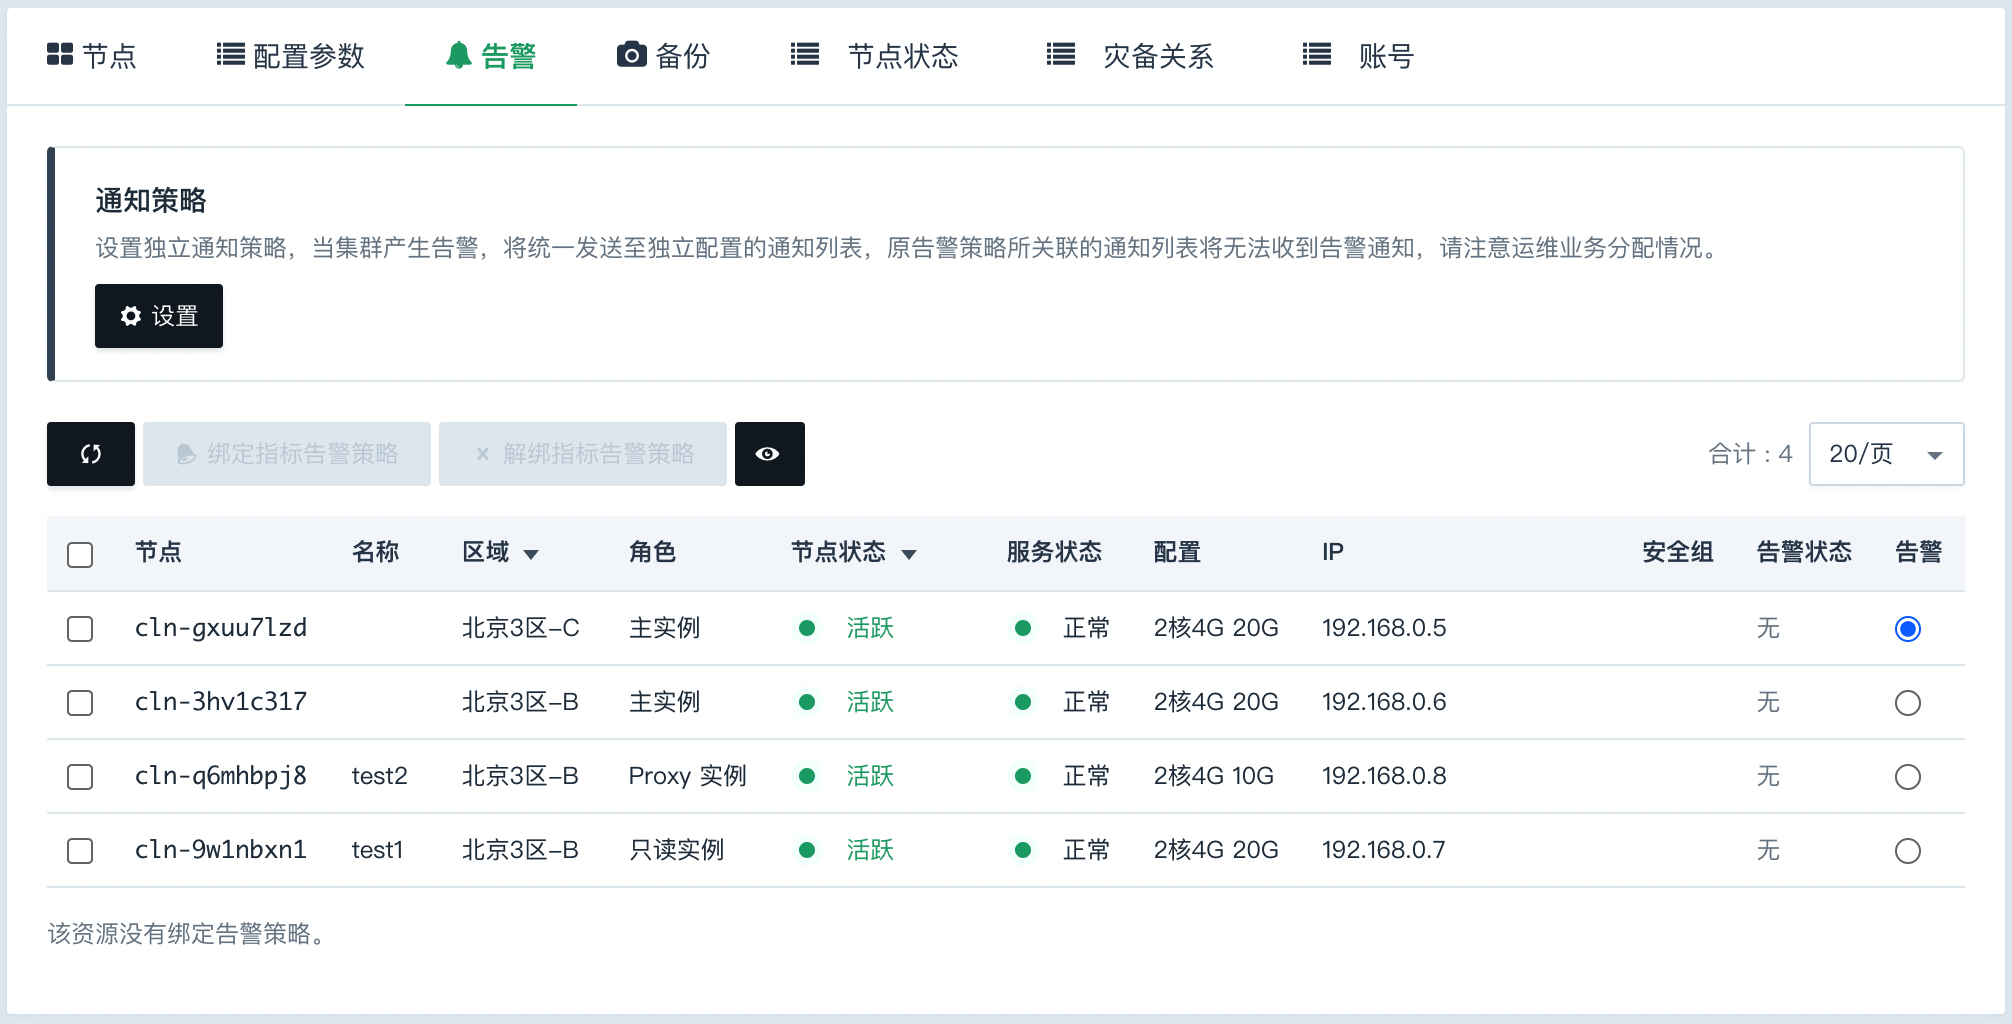 节点 配置参数 告警 备份 节点状态 灾备关系 账号
通知策略
设置独立通知策略，当集群产生告警，将统一发送至独立配置的通知列表，原告警策略所关联的通知列表将无法收到告警通知，请注意运维业务分配情况。
设置
绑定指标告警策略 × 解绑指标告警策略 合计：4 20/页
节点 名称 区域 角色 节点状态 服务状态 配置 IP 安全组 告警状态 告警
cln-gxuu7lzd 北京3区-C 主实例 活跃 正常 2核4G 20G 192.168.0.5 无
cln-3hv1c317 北京3区-B 主实例 活跃 正常 2核4G 20G 192.168.0.6 无
cln-q6mhbpj8 test2 北京3区-B Proxy 实例 活跃 正常 2核4G 10G 192.168.0.8 无
cln-9w1nbxn1 test1 北京3区-B 只读实例 活跃 正常 2核4G 20G 192.168.0.7 无
该资源没有绑定告警策略。